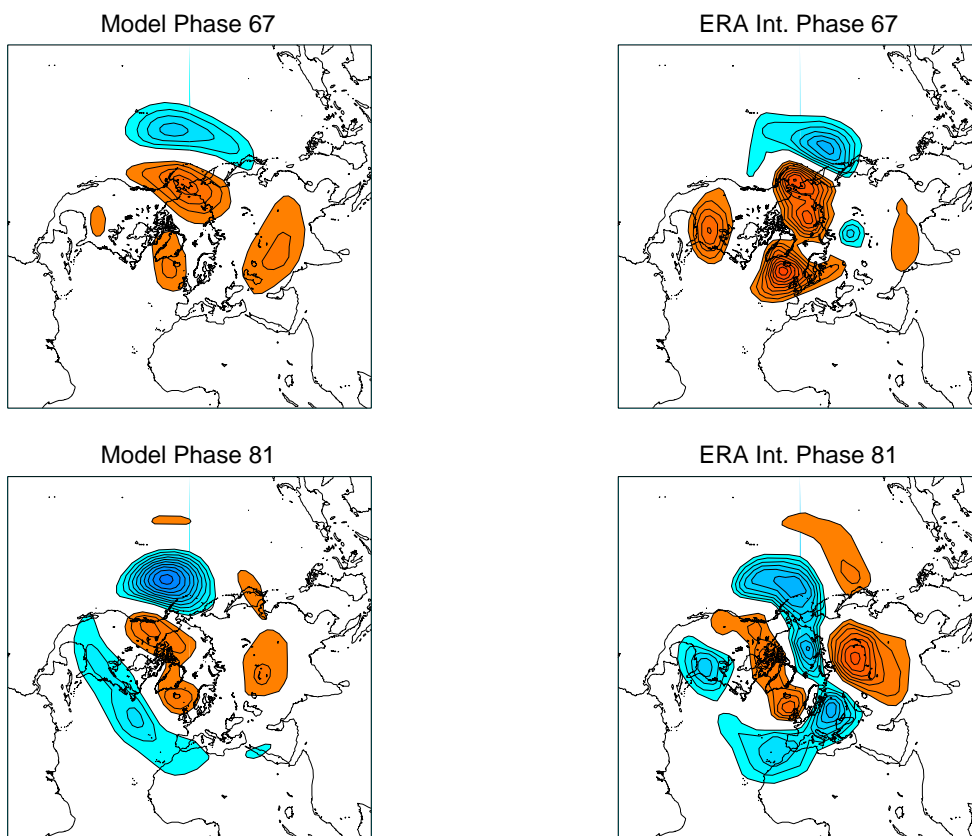 Model Phase 67
ERA Int. Phase 67
Model Phase 81
ERA Int. Phase 81